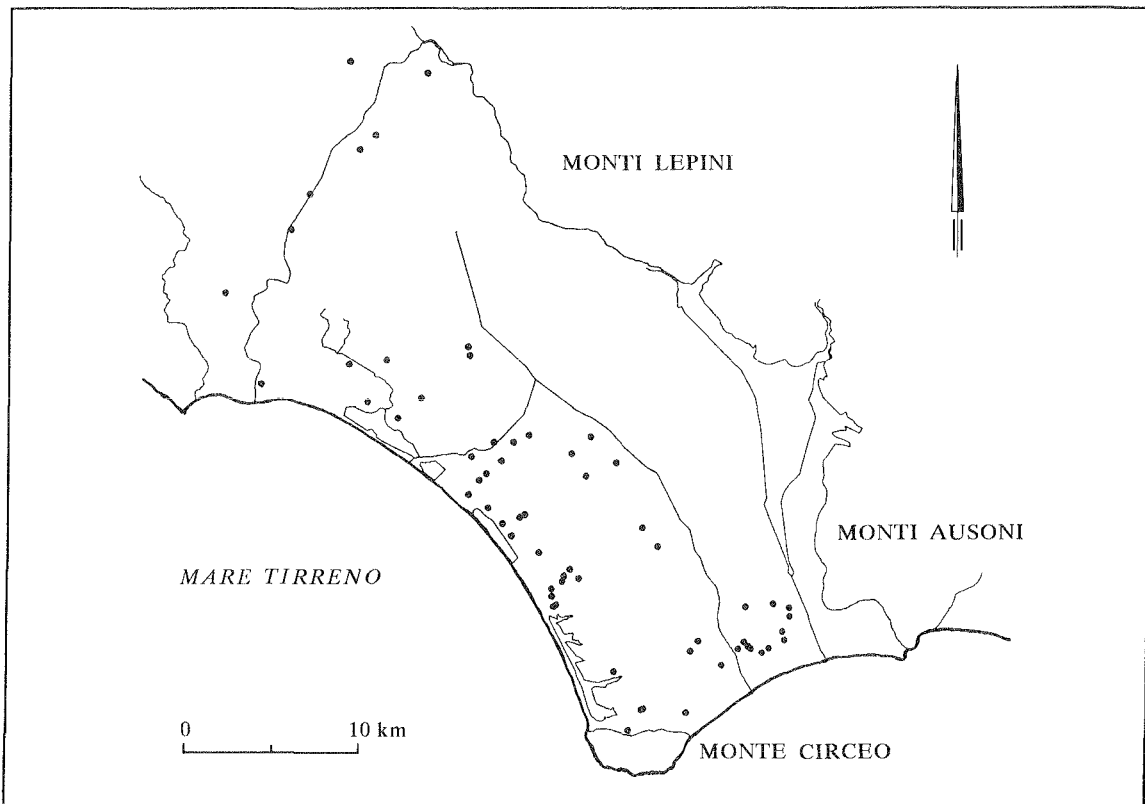 MONTI LEPINI
MONTI AUSONI
MARE TIRRENO
0 10 km
MONTE CIRCEO